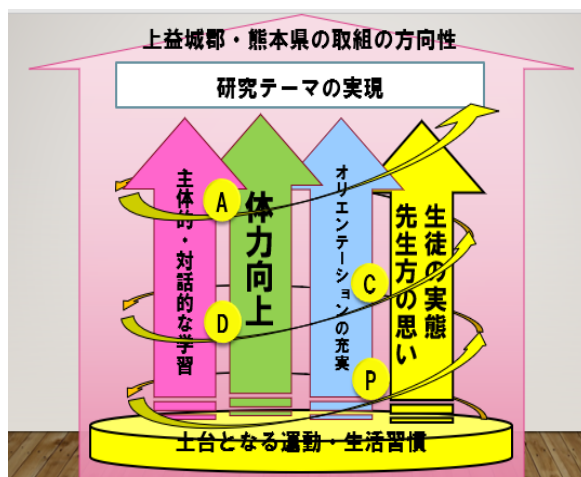 上益城郡・熊本県の取組の方向性
研究テーマの実現
主体的・対話的な学習
体力向上
オリエンテーションの充実
生徒の実態
先生方の思い
A
D
C
P
土台となる運動・生活習慣